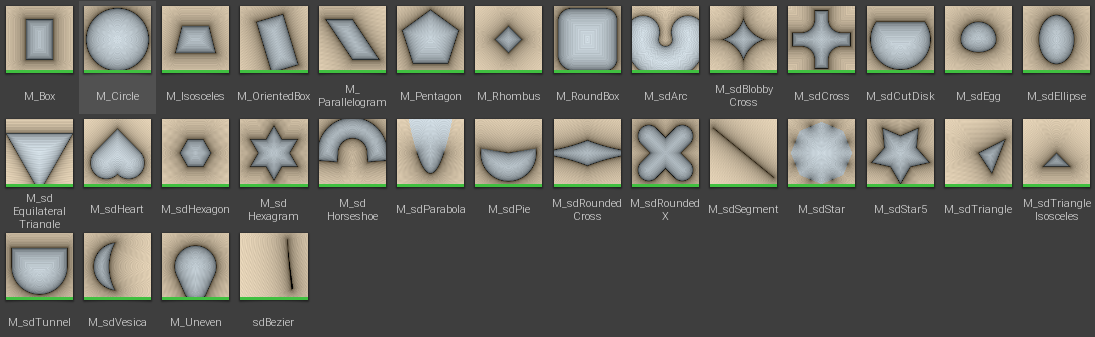 M_Box
M_Circle
M_Isosceles
M_OrientedBox
M_
Parallelogram
M_Pentagon
M_Rhombus
M_RoundBox
M_sdArc
M_sdBlobby
Cross
M_sdCross
M_sdCutDisk
M_sdEgg
M_sdEllipse
M_sd
Equilateral
Triangle
M_sdHeart
M_sdHexagon
M_sd
Hexagram
M_sd
Horseshoe
M_sdParabola
M_sdPie
M_sdRounded
Cross
M_sdRounded
X
M_sdSegment
M_sdStar
M_sdStar5
M_sdTriangle
M_sdTriangle
Isosceles
M_sdTunnel
M_sdVesica
M_Uneven
sdBezier